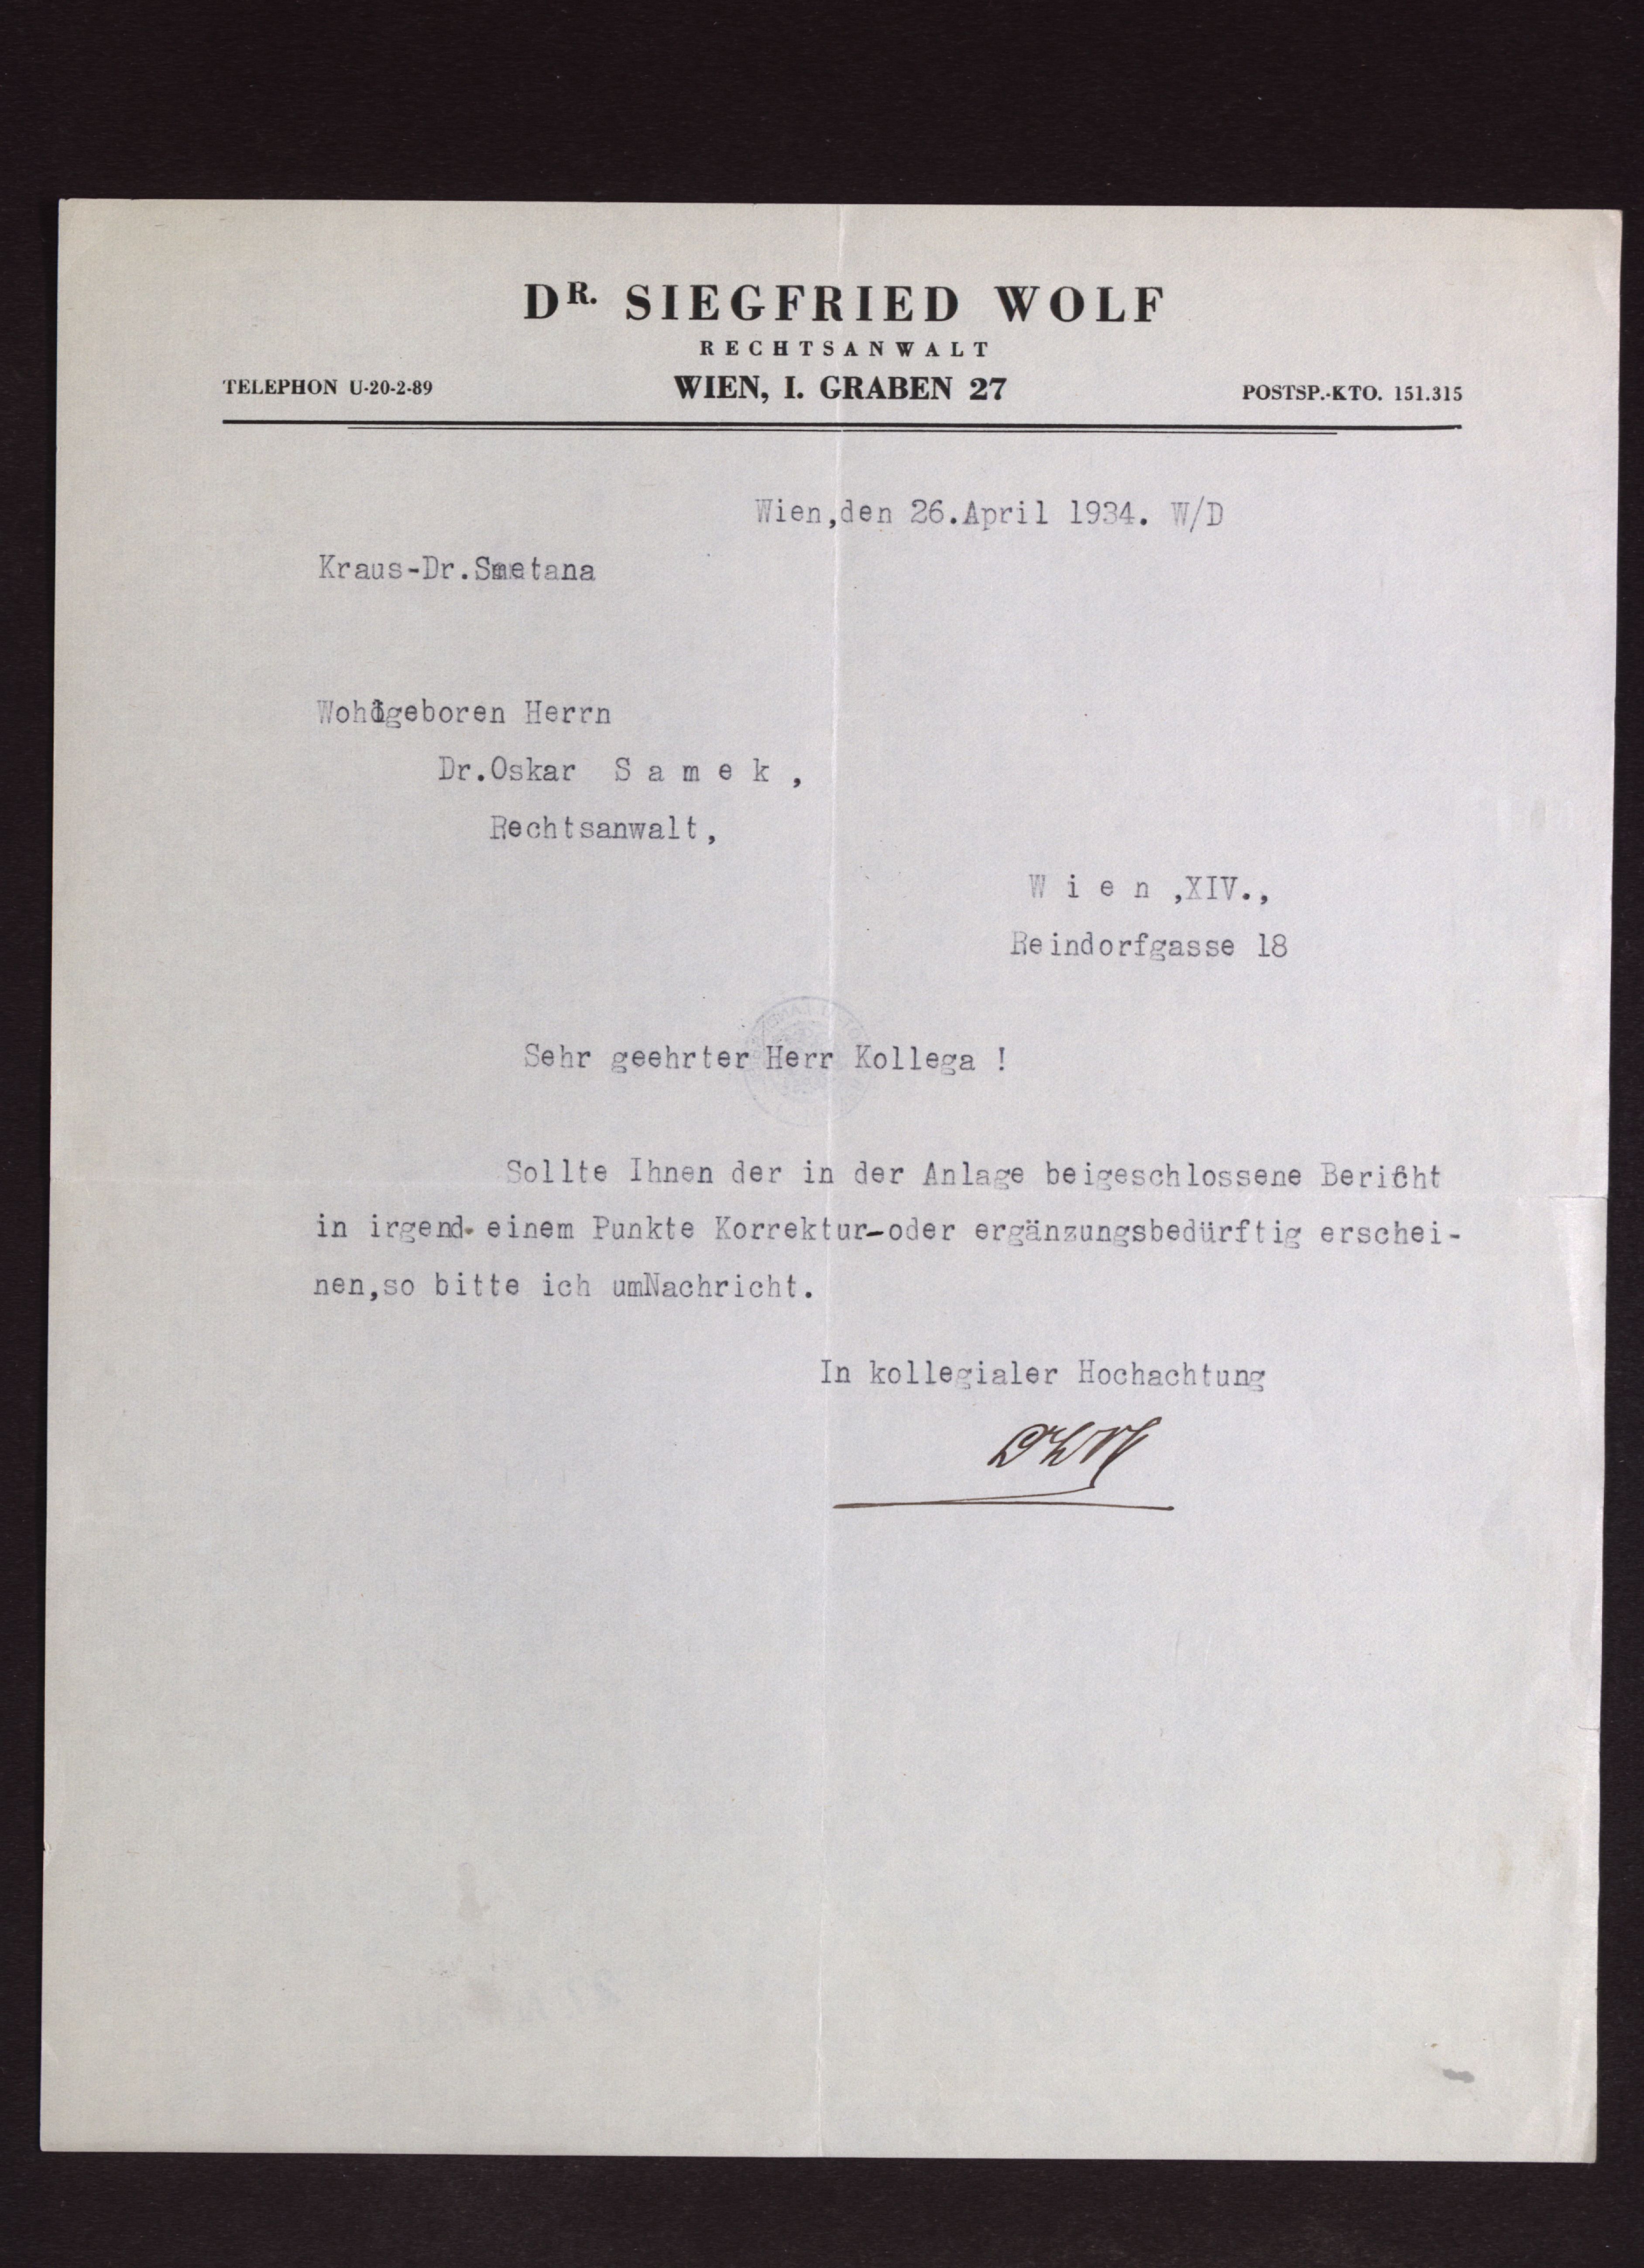 DR. SIEGFRIED WOLF
RECHTSANWALT
TELEPHON U-20-2-89 WIEN, I. GRABEN 27 POSTSP.-KTO. 151.315
Wien,den 26.April 1934. W/D
Kraus-Dr.Smetana
Wohlgeboren Herrn
Dr.Oskar S a m e k ,
Rechtsanwalt,
W i e n ,XIV.,
Reindorfgasse 18
Sehr geehrter Herr Kollega !
Sollte Ihnen der in der Anlage beigeschlossene Bericht
in irgend einem Punkte Korrektur-oder ergänzungsbedürftig erschei-
nen,so bitte ich umNachricht.
In kollegialer Hochachtung